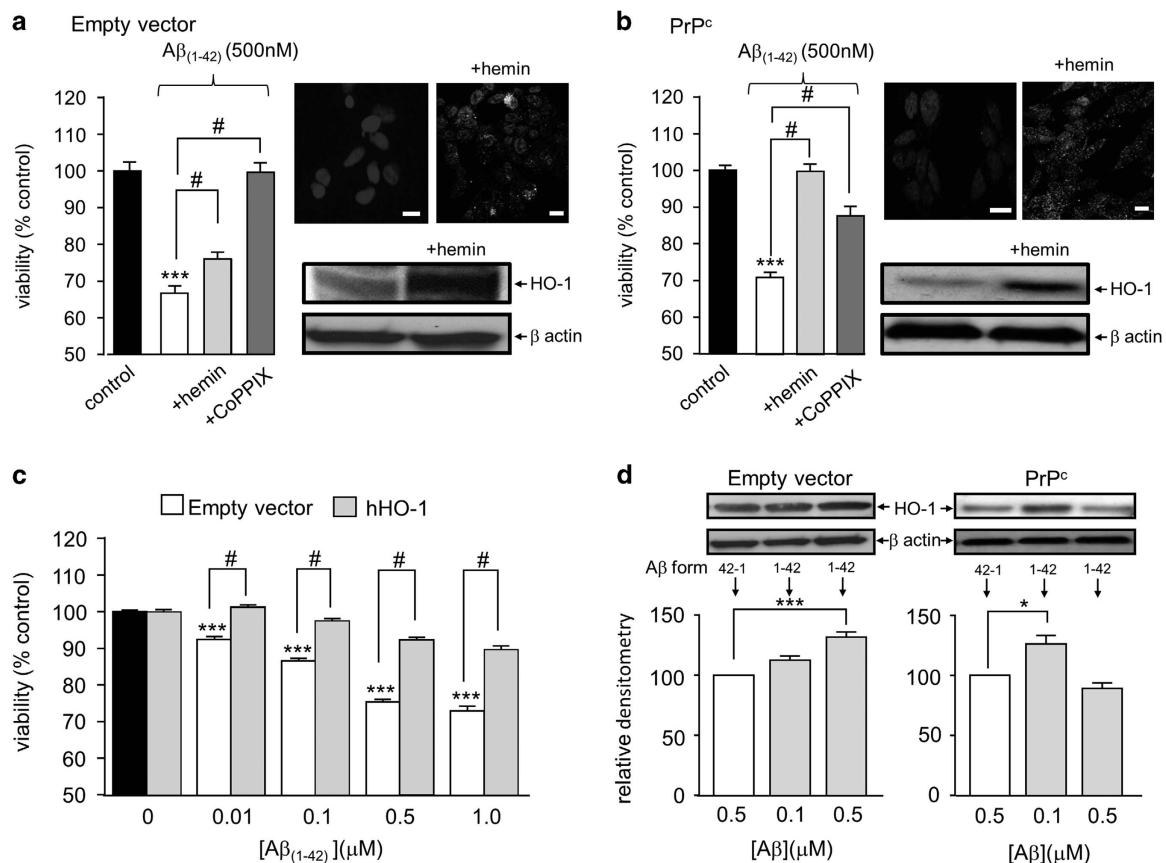 a Empty vector
Aβ(1-42) (500nM)
+hemin
120
110
100
90
80
70
60
50
viability (% control)
#
#
***
control
+hemin
+CoPPIX
+hemin
HO-1
β actin
b PrPᶜ
Aβ(1-42) (500nM)
+hemin
120
110
100
90
80
70
60
50
viability (% control)
#
#
***
control
+hemin
+CoPPIX
+hemin
HO-1
β actin
c
Empty vector hHO-1
120
110
100
90
80
70
60
50
viability (% control)
# # # #
*** *** *** ***
0 0.01 0.1 0.5 1.0
[Aβ(1-42)](μM)
d Empty vector PrPᶜ
HO-1
β actin
Aβ form 42-1 1-42 1-42 42-1 1-42 1-42
*** *
150
100
50
0
relative densitometry
0.5 0.1 0.5
[Aβ](μM)
150
100
50
0
0.5 0.1 0.5
[Aβ](μM)